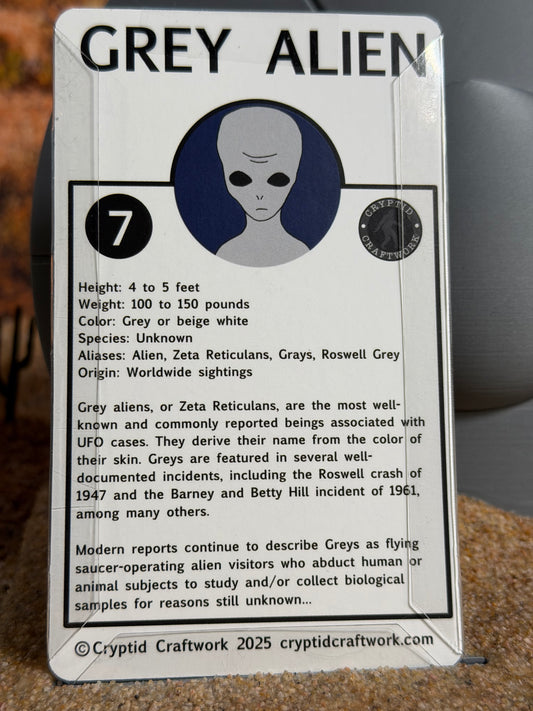 GREY ALIEN
7
CRYPTID
CRAFTWORK
Height: 4 to 5 feet
Weight: 100 to 150 pounds
Color: Grey or beige white
Species: Unknown
Aliases: Alien, Zeta Reticulans, Grays, Roswell Grey
Origin: Worldwide sightings
Grey aliens, or Zeta Reticulans, are the most well-
known and commonly reported beings associated with
UFO cases. They derive their name from the color of
their skin. Greys are featured in several well-
documented incidents, including the Roswell crash of
1947 and the Barney and Betty Hill incident of 1961,
among many others.
Modern reports continue to describe Greys as flying
saucer-operating alien visitors who abduct human or
animal subjects to study and/or collect biological
samples for reasons still unknown...
©Cryptid Craftwork 2025 cryptidcraftwork.com